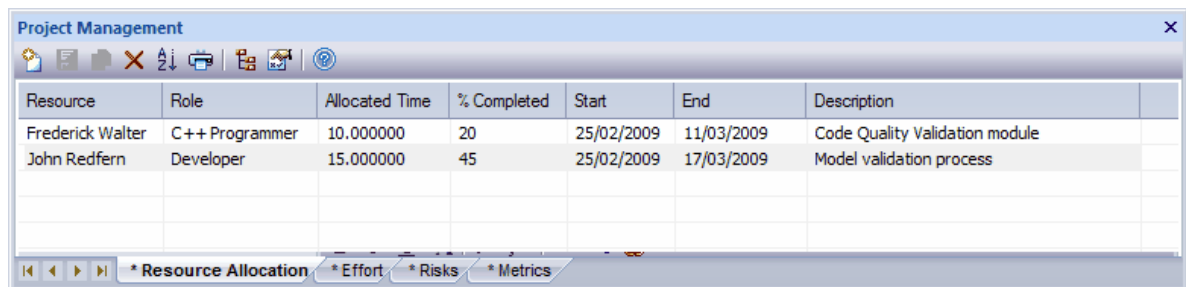 Project Management
Resource Role Allocated Time % Completed Start End Description
Frederick Walter C++ Programmer 10.000000 20 25/02/2009 11/03/2009 Code Quality Validation module
John Redfern Developer 15.000000 45 25/02/2009 17/03/2009 Model validation process
* Resource Allocation * Effort * Risks * Metrics